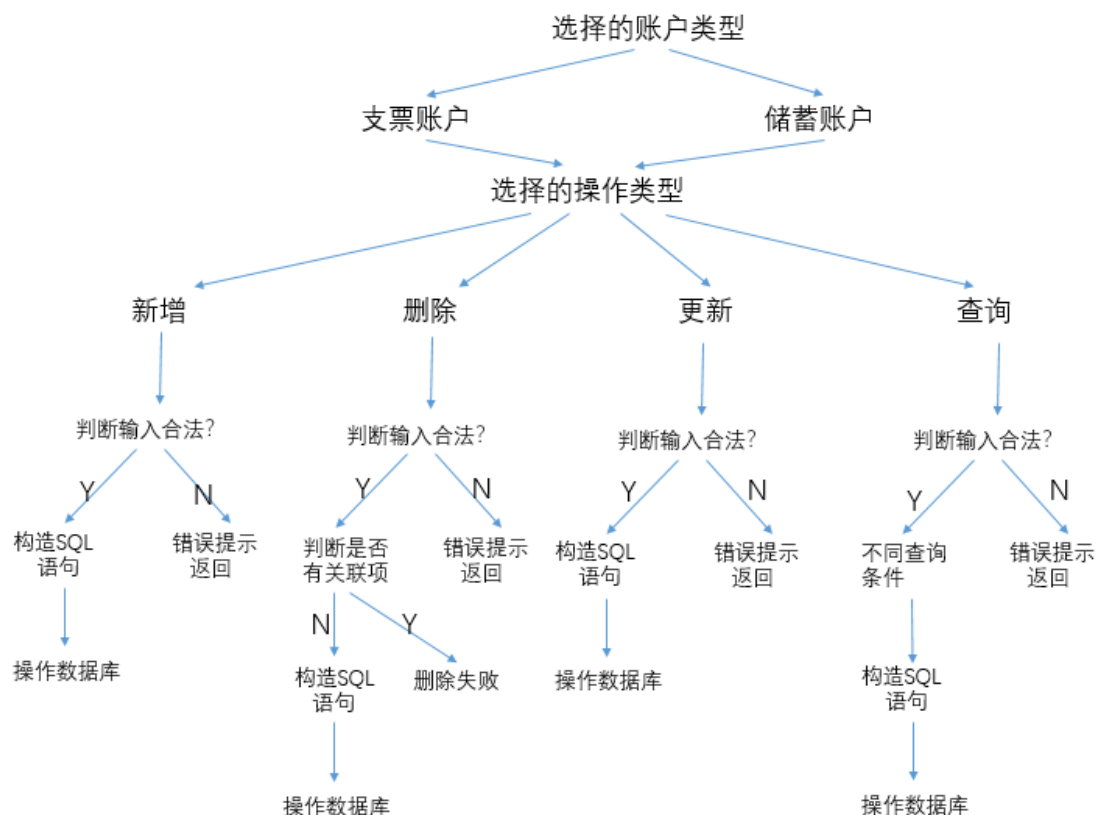 选择的账户类型
支票账户
储蓄账户
选择的操作类型
新增
删除
更新
查询
判断输入合法?
判断输入合法?
判断输入合法?
判断输入合法?
Y
N
Y
N
Y
N
Y
N
构造SQL
语句
错误提示
返回
判断是否
有关联项
错误提示
返回
构造SQL
语句
错误提示
返回
不同查询
条件
错误提示
返回
N
Y
操作数据库
构造SQL
语句
删除失败
操作数据库
构造SQL
语句
操作数据库
操作数据库